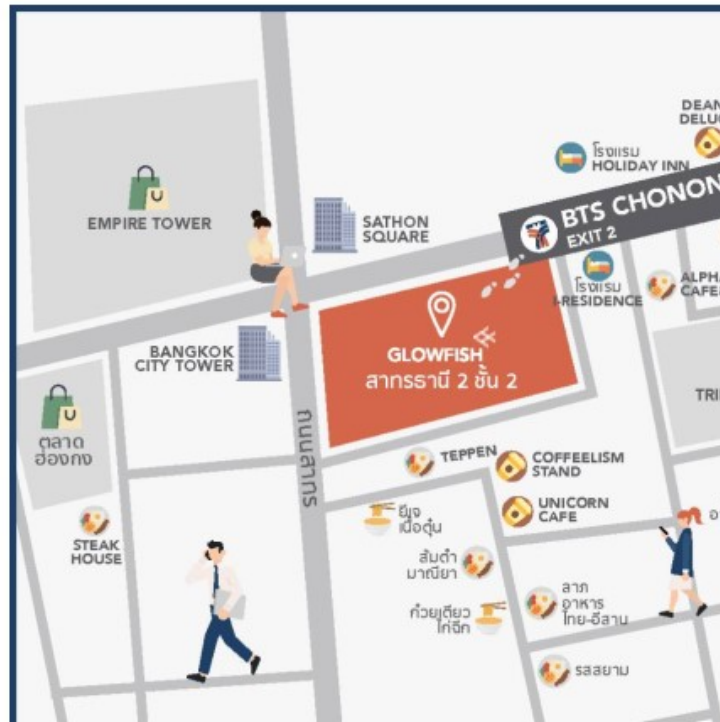 DEAN
DELU
โรงแรม
HOLIDAY INN
BTS CHONON
EXIT 2
EMPIRE TOWER
SATHON
SQUARE
โรงแรม
I-RESIDENCE
ALPHA
CAFE
GLOWFISH
สาทรธานี 2 ชั้น 2
BANGKOK
CITY TOWER
ตลาด
ฮ่องกง
TRI
ถนนสาทร
TEPPEN
COFFEELISM
STAND
STEAK
HOUSE
ยีเจ
เนื้อตุ๋น
UNICORN
CAFE
ส้มตำ
มาณียา
ลาภ
อาหาร
ไทย-อีสาน
ก๋วยเตียว
ไก่ฉีก
รสสยาม